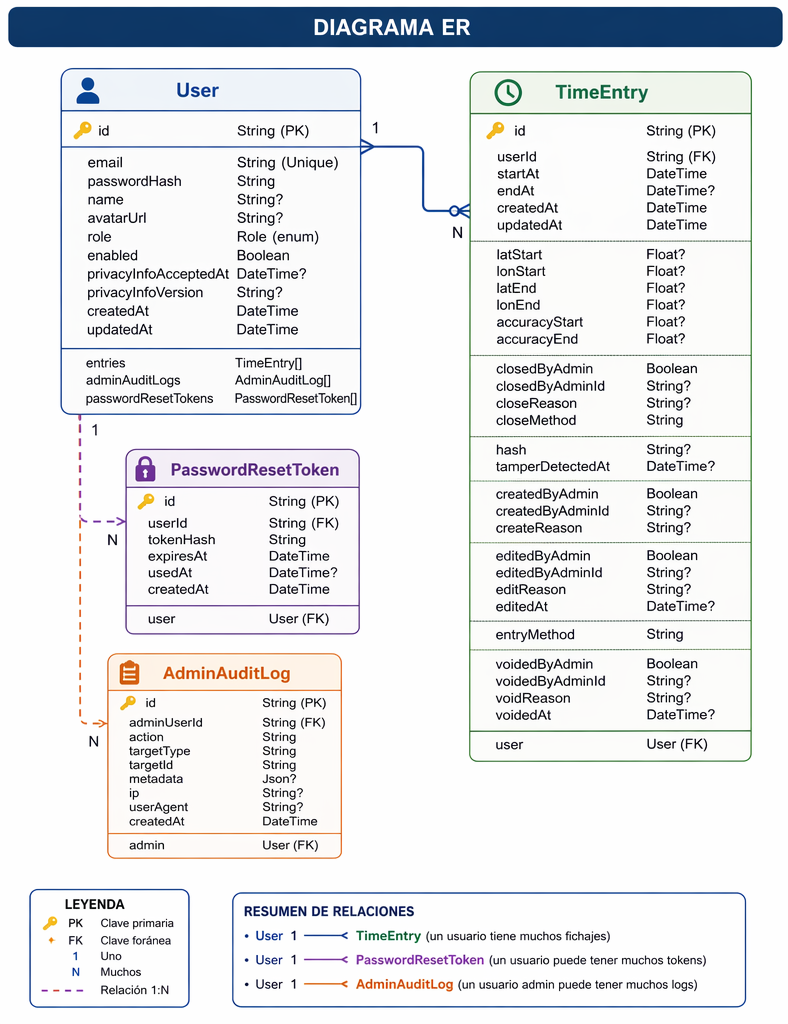 DIAGRAMA ER
User
id String (PK)
email String (Unique)
passwordHash String
name String?
avatarUrl String?
role Role (enum)
enabled Boolean
privacyInfoAcceptedAt DateTime?
privacyInfoVersion String?
createdAt DateTime
updatedAt DateTime
entries TimeEntry[]
adminAuditLogs AdminAuditLog[]
passwordResetTokens PasswordResetToken[]
1
N
TimeEntry
id String (PK)
userId String (FK)
startAt DateTime
endAt DateTime?
createdAt DateTime
updatedAt DateTime
latStart Float?
lonStart Float?
latEnd Float?
lonEnd Float?
accuracyStart Float?
accuracyEnd Float?
closedByAdmin Boolean
closedByAdminId String?
closeReason String?
closeMethod String
hash String?
tamperDetectedAt DateTime?
createdByAdmin Boolean
createdByAdminId String?
createReason String?
editedByAdmin Boolean
editedByAdminId String?
editReason String?
editedAt DateTime?
entryMethod String
voidedByAdmin Boolean
voidedByAdminId String?
voidReason String?
voidedAt DateTime?
user User (FK)
1
N
PasswordResetToken
id String (PK)
userId String (FK)
tokenHash String
expiresAt DateTime
usedAt DateTime?
createdAt DateTime
user User (FK)
N
AdminAuditLog
id String (PK)
adminUserId String (FK)
action String
targetType String
targetId String
metadata Json?
ip String?
userAgent String?
createdAt DateTime
admin User (FK)
LEYENDA
PK Clave primaria
FK Clave foránea
1 Uno
N Muchos
Relación 1:N
RESUMEN DE RELACIONES
• User 1 TimeEntry (un usuario tiene muchos fichajes)
• User 1 PasswordResetToken (un usuario puede tener muchos tokens)
• User 1 AdminAuditLog (un usuario admin puede tener muchos logs)